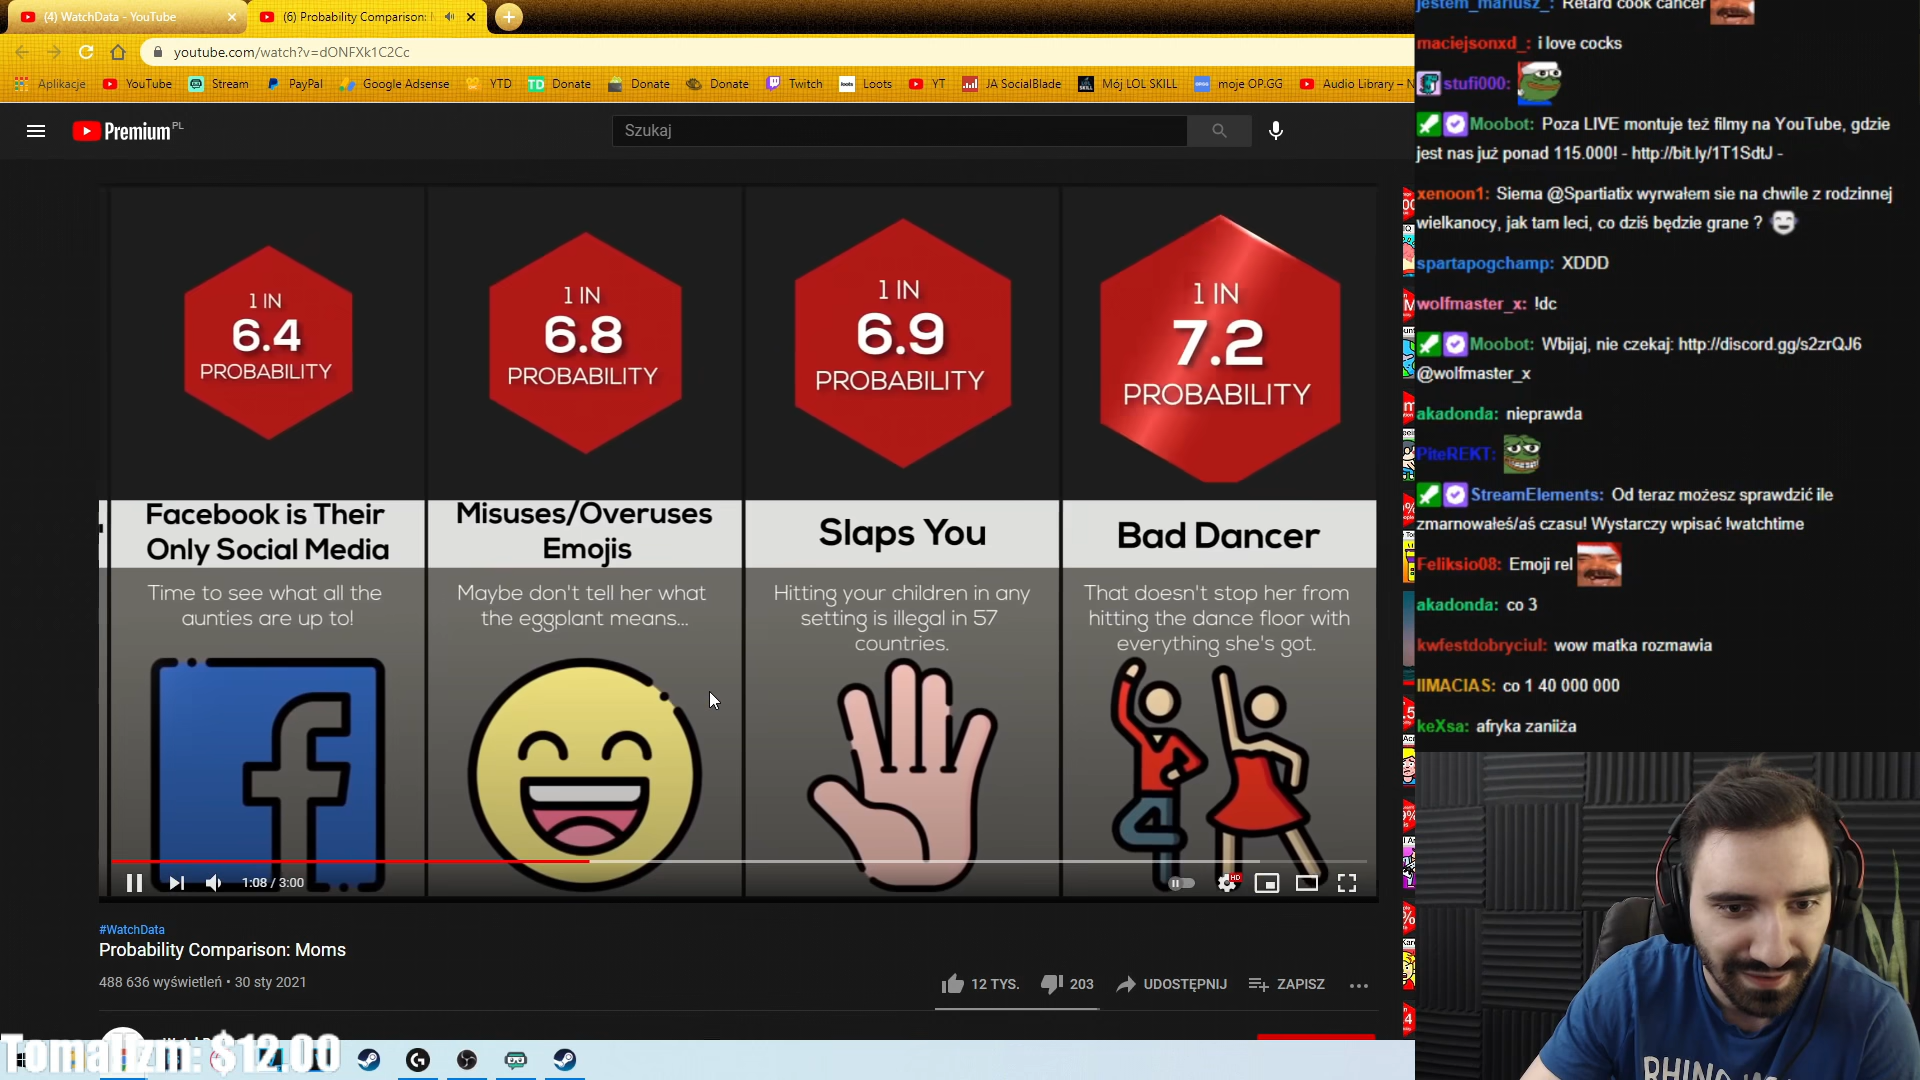 (4) WatchData - YouTube
(6) Probability Comparison:
youtube.com/watch?v=dONFXk1C2Cc
Aplikacje
YouTube
Stream
PayPal
Google Adsense
YTD
TD
Donate
Donate
Donate
Twitch
Loots
YT
JA SocialBlade
Mój LOL SKILL
moje OP.GG
Audio Library – N
Premium PL
Szukaj
1 IN
6.4
PROBABILITY
1 IN
6.8
PROBABILITY
1 IN
6.9
PROBABILITY
1 IN
7.2
PROBABILITY
Facebook is Their
Only Social Media
Misuses/Overuses
Emojis
Slaps You
Bad Dancer
Time to see what all the
aunties are up to!
Maybe don't tell her what
the eggplant means...
Hitting your children in any
setting is illegal in 57
countries.
That doesn't stop her from
hitting the dance floor with
everything she's got.
1:08 / 3:00
HD
#WatchData
Probability Comparison: Moms
488 636 wyświetleń • 30 sty 2021
12 TYS.
203
UDOSTĘPNIJ
ZAPISZ
Toma112m: $12.00
jestem_mariusz_: Retard cook cancer
maciejsonxd_: i love cocks
stufi000:
Moobot: Poza LIVE montuje też filmy na YouTube, gdzie
jest nas już ponad 115.000! - http://bit.ly/1T1SdtJ -
xenoon1: Siema @Spartiatix wyrwałem sie na chwile z rodzinnej
wielkanocy, jak tam leci, co dziś będzie grane ?
spartapogchamp: XDDD
wolfmaster_x: !dc
Moobot: Wbijaj, nie czekaj: http://discord.gg/s2zrQJ6
@wolfmaster_x
akadonda: nieprawda
PiteREKT:
StreamElements: Od teraz możesz sprawdzić ile
zmarnowałeś/aś czasu! Wystarczy wpisać !watchtime
Feliksio08: Emoji rel
akadonda: co 3
kwfestdobryciul: wow matka rozmawia
IIMACIAS: co 1 40 000 000
keXsa: afryka zaniiża
RHINO